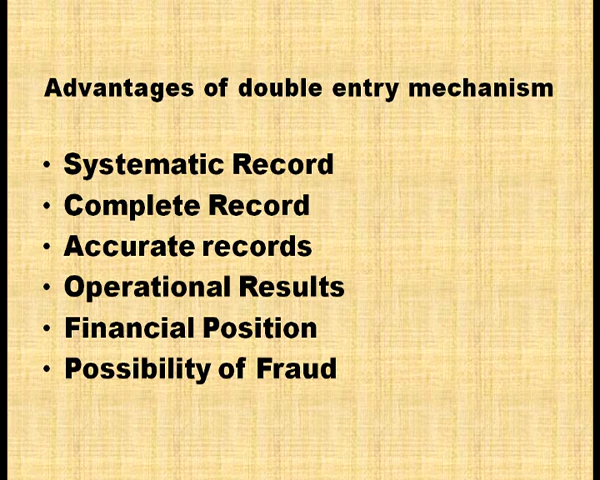 Advantages of double entry mechanism
• Systematic Record
• Complete Record
• Accurate records
• Operational Results
• Financial Position
• Possibility of Fraud